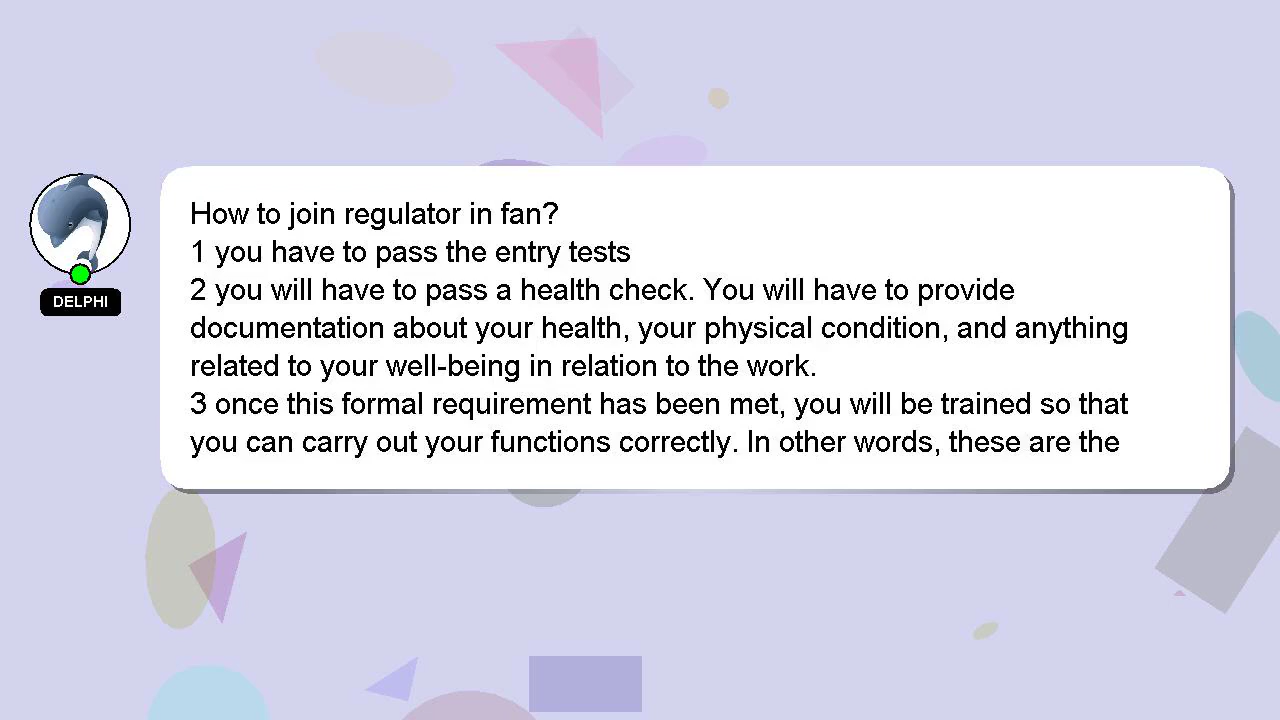 How to join regulator in fan?
1 you have to pass the entry tests
2 you will have to pass a health check. You will have to provide
documentation about your health, your physical condition, and anything
related to your well-being in relation to the work.
3 once this formal requirement has been met, you will be trained so that
you can carry out your functions correctly. In other words, these are the
DELPHI